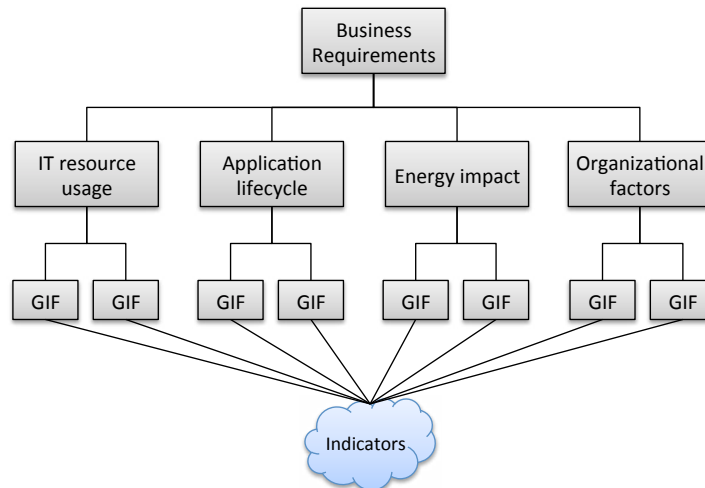 Business
Requirements
IT resource
usage
Application
lifecycle
Energy impact
Organizational
factors
GIF
GIF
GIF
GIF
GIF
GIF
GIF
GIF
Indicators